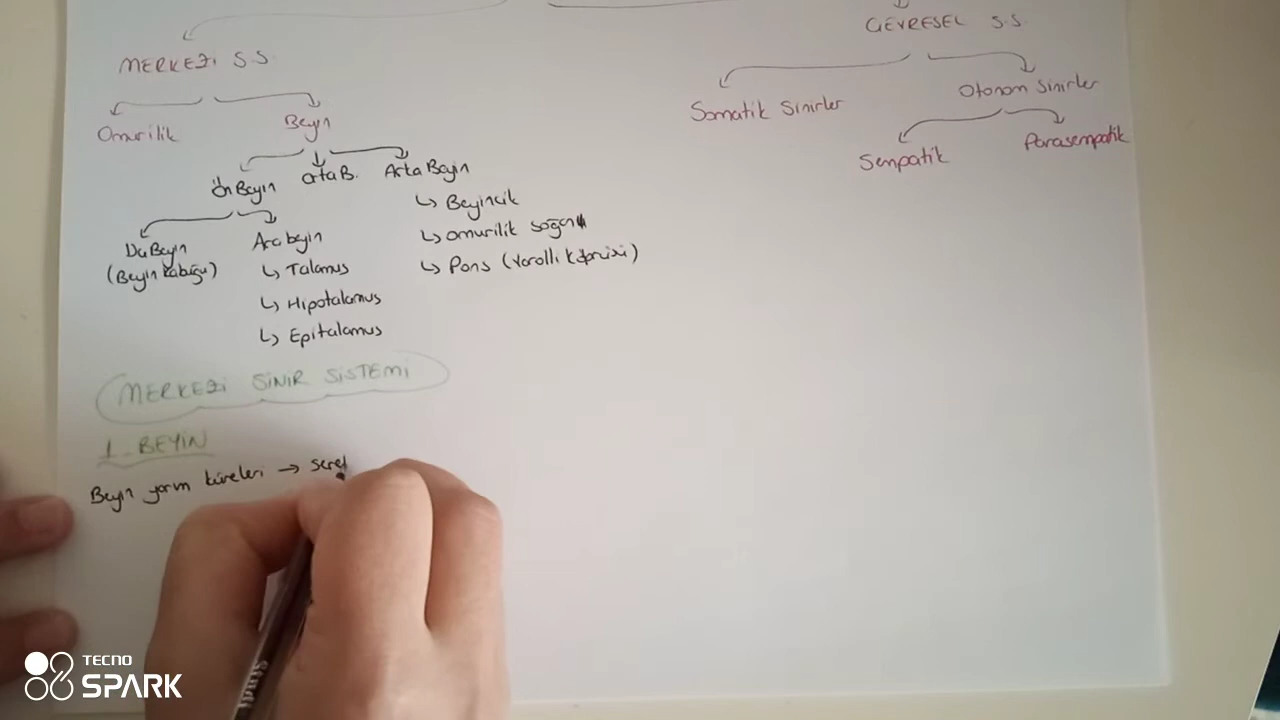 MERKEZİ S.S.
ÇEVRESEL S.S.
Omurilik
Beyin
Somatik Sinirler
Otonom Sinirler
Sempatik
Parasempatik
Ön Beyin
Orta B.
Arka Beyin
↳ Beyincik
↳ Omurilik soğanı
↳ Pons (Varolli köprüsü)
Uç Beyin
(Beyin kabuğu)
Ara beyin
↳ Talamus
↳ Hipotalamus
↳ Epitalamus
MERKEZİ SİNİR SİSTEMİ
1. BEYİN
Beyin yarım küreleri → sereb
TECNO
SPARK